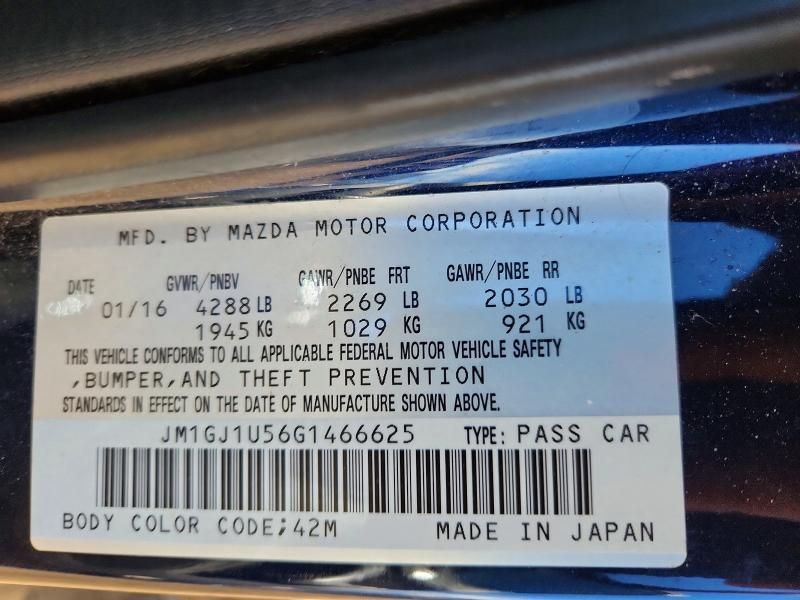 MFD. BY MAZDA MOTOR CORPORATION
DATE GVWR/PNBV GAWR/PNBE FRT GAWR/PNBE RR
01/16 4288 LB 2269 LB 2030 LB
1945 KG 1029 KG 921 KG
THIS VEHICLE CONFORMS TO ALL APPLICABLE FEDERAL MOTOR VEHICLE SAFETY
,BUMPER,AND THEFT PREVENTION
STANDARDS IN EFFECT ON THE DATE OF MANUFACTURE SHOWN ABOVE.
JM1GJ1U56G1466625 TYPE: PASS CAR
BODY COLOR CODE;42M MADE IN JAPAN